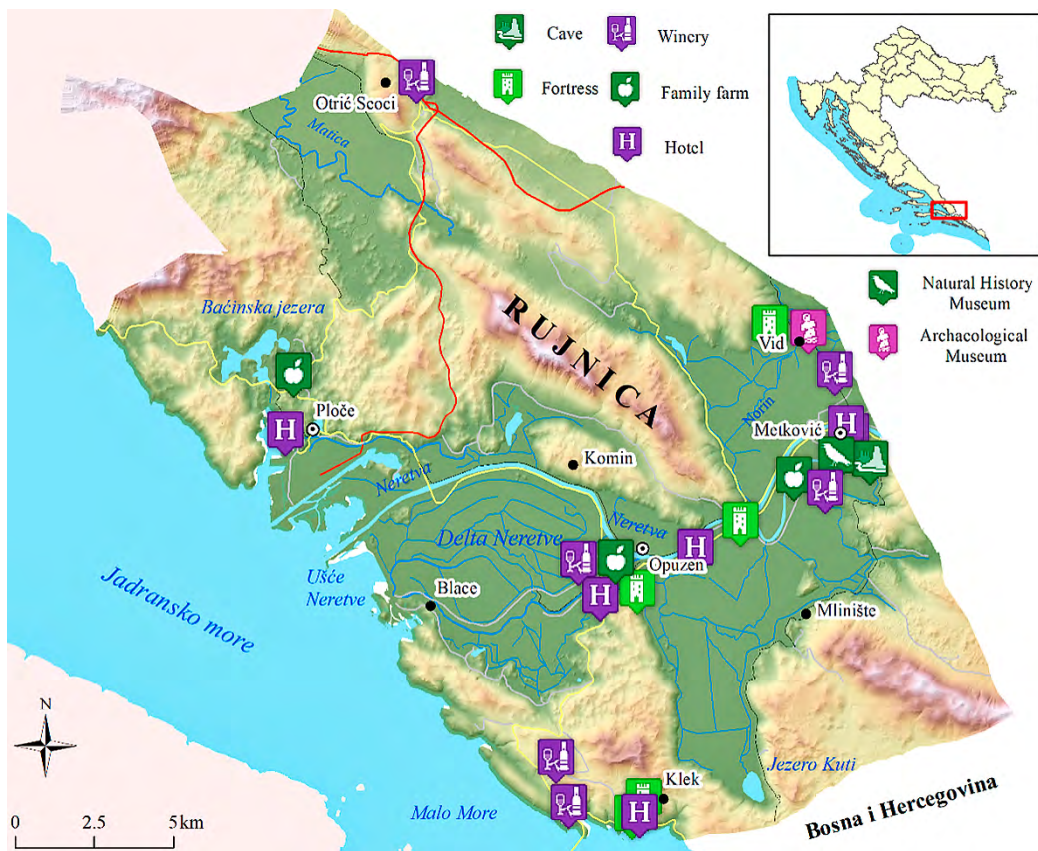 Cave
Winery
Fortress
Family farm
Hotel
H
Otrić Seoci
Matica
Natural History
Museum
Archaeological
Museum
Baćinska jezera
RUJNICA
Vid
Norin
Ploče
H
Metković
H
Komin
Neretva
Neretva
Delta Neretve
H
Opuzen
Ušće
Neretve
Jadransko more
Blace
H
Mlinište
N
Jezero Kuti
Klek
H
Malo More
Bosna i Hercegovina
0 2.5 5km